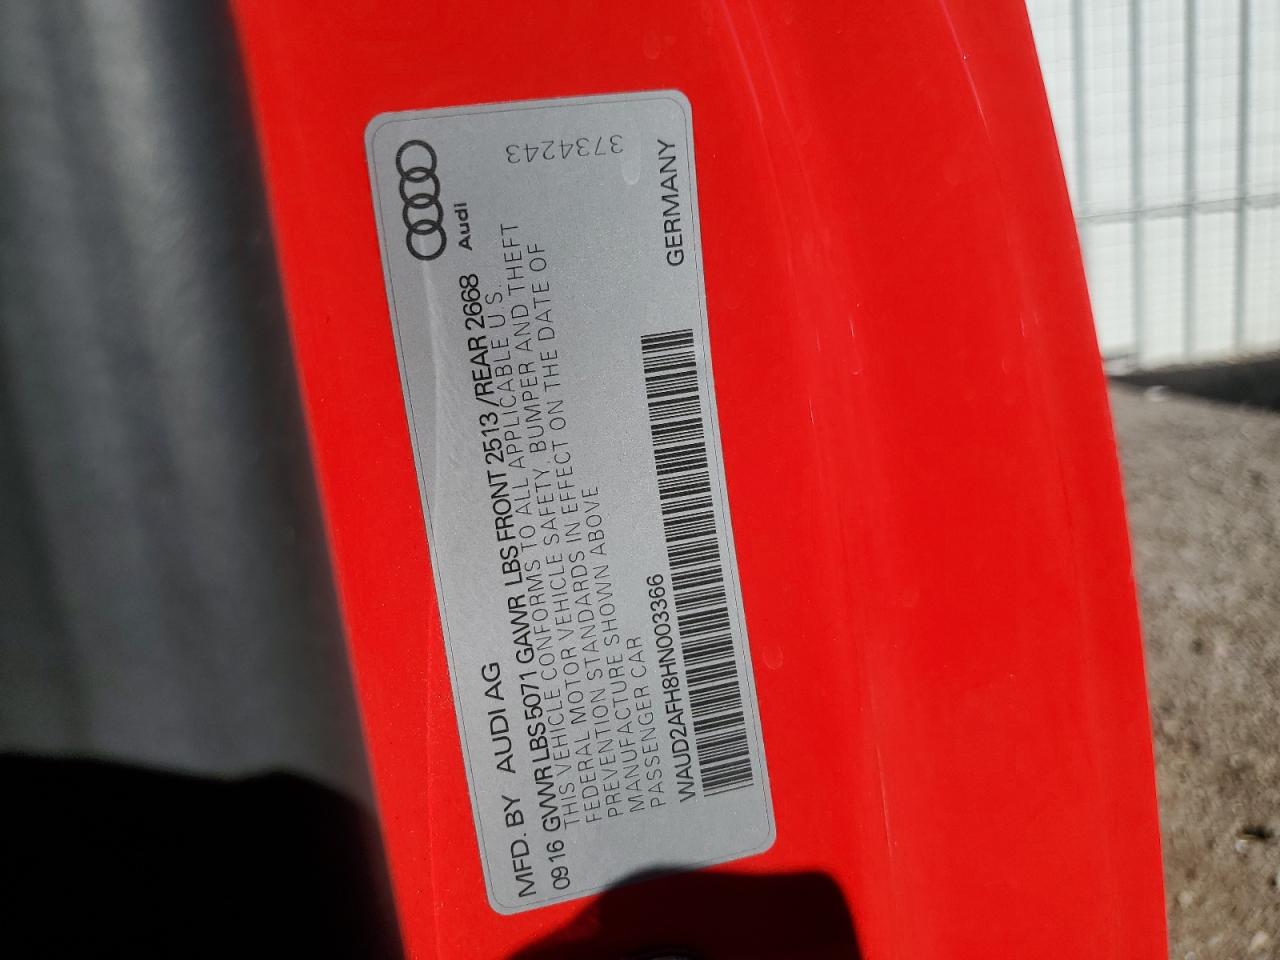 MFD. BY AUDI AG
Audi
0916 GVWR LBS 5071 GAWR LBS FRONT 2513 /REAR 2668
THIS VEHICLE CONFORMS TO ALL APPLICABLE U S
FEDERAL MOTOR VEHICLE SAFETY, BUMPER AND THEFT
PREVENTION STANDARDS IN EFFECT ON THE DATE OF
MANUFACTURE SHOWN ABOVE
PASSENGER CAR
3734243
WAUD2AFH8HN003366
GERMANY